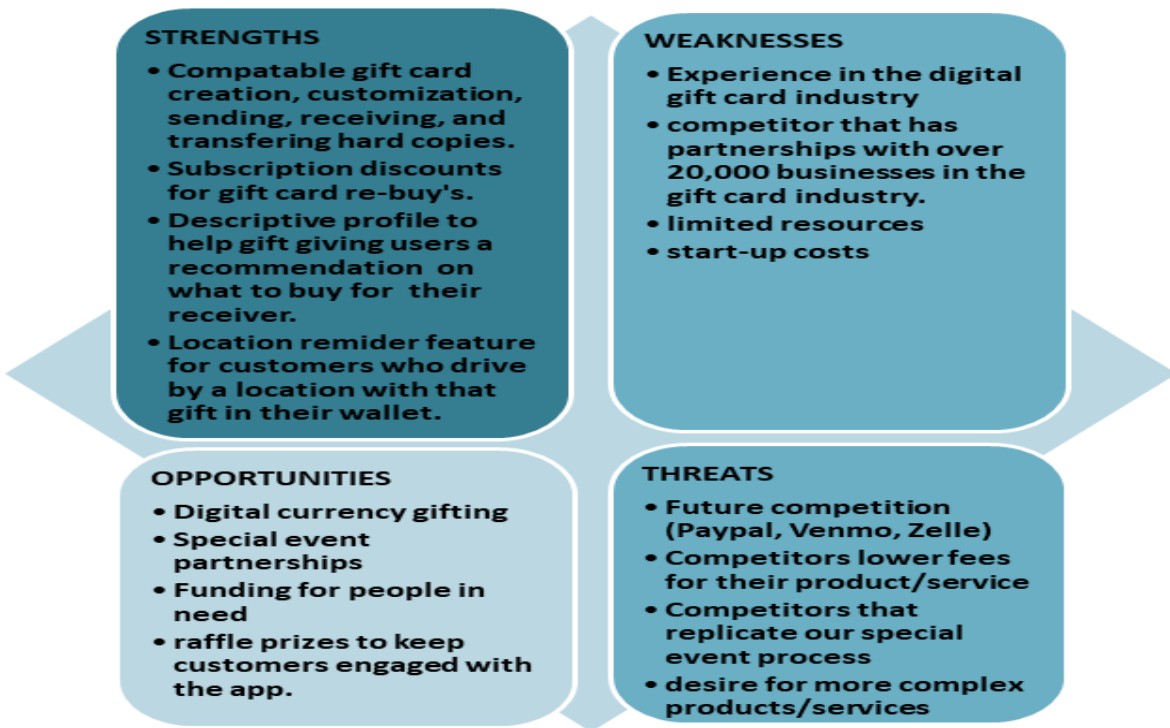 STRENGTHS
• Compatable gift card
creation, customization,
sending, receiving, and
transfering hard copies.
• Subscription discounts
for gift card re-buy's.
• Descriptive profile to
help gift giving users a
recommendation on
what to buy for their
receiver.
• Location remider feature
for customers who drive
by a location with that
gift in their wallet.
WEAKNESSES
• Experience in the digital
gift card industry
• competitor that has
partnerships with over
20,000 businesses in the
gift card industry.
• limited resources
• start-up costs
OPPORTUNITIES
• Digital currency gifting
• Special event
partnerships
• Funding for people in
need
• raffle prizes to keep
customers engaged with
the app.
THREATS
• Future competition
(Paypal, Venmo, Zelle)
• Competitors lower fees
for their product/service
• Competitors that
replicate our special
event process
• desire for more complex
products/services